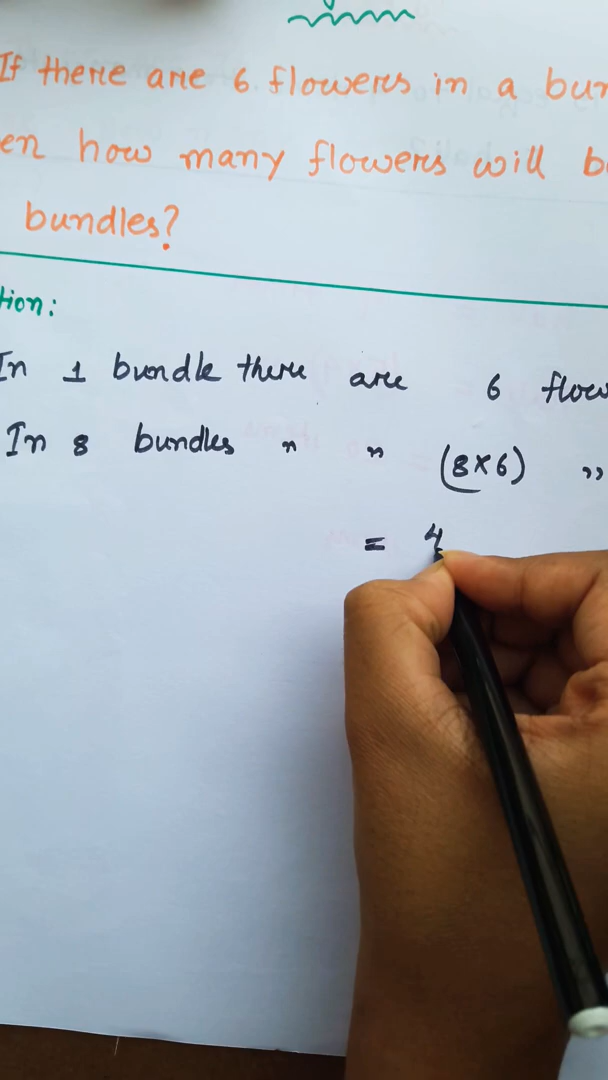 If there are 6 flowers in a bun
en how many flowers will b
bundles?
tion:
In 1 bundle there are 6 flow
In 8 bundles " " (8×6) ,,
= 4